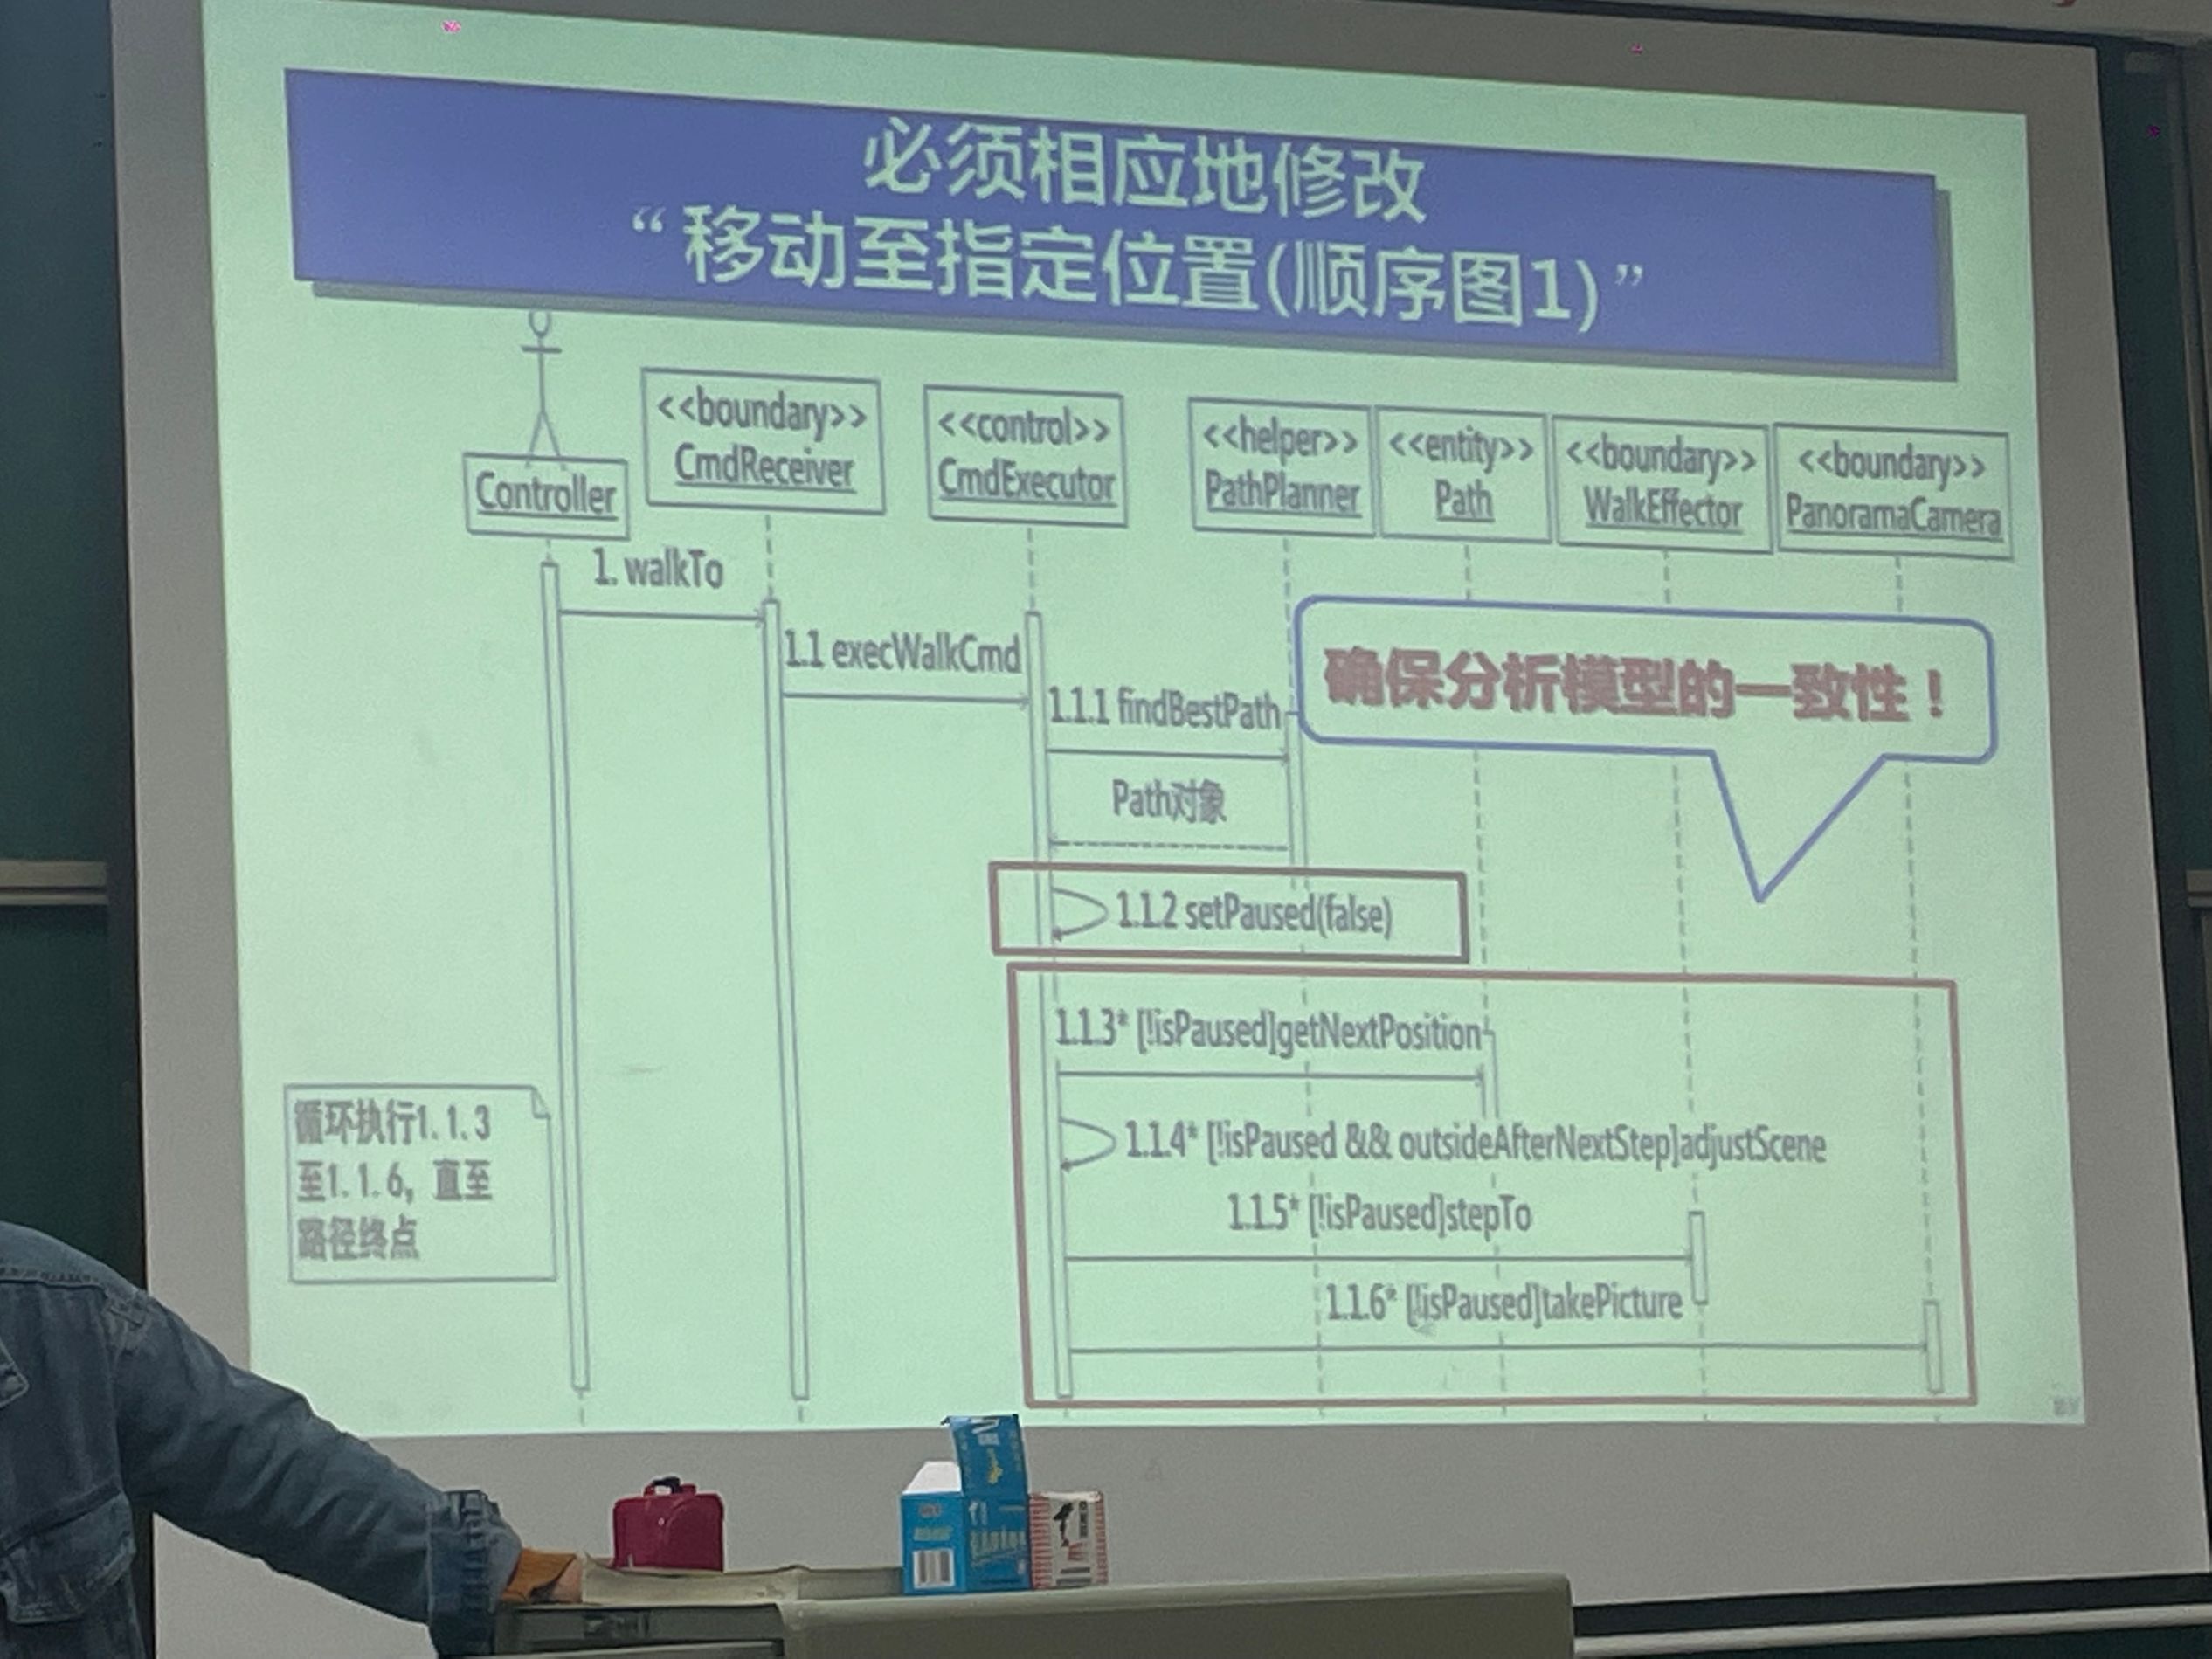 必须相应地修改
“移动至指定位置(顺序图1)”
Controller
<<boundary>>
CmdReceiver
<<control>>
CmdExecutor
<<helper>>
PathPlanner
<<entity>>
Path
<<boundary>>
WalkEffector
<<boundary>>
PanoramaCamera
1. walkTo
1.1 execWalkCmd
1.1.1 findBestPath
确保分析模型的一致性！
Path对象
1.1.2 setPaused(false)
1.1.3* [!isPaused]getNextPosition
1.1.4* [!isPaused && outsideAfterNextStep]adjustScene
1.1.5* [!isPaused]stepTo
1.1.6* [!isPaused]takePicture
循环执行1.1.3
至1.1.6，直至
路径终点